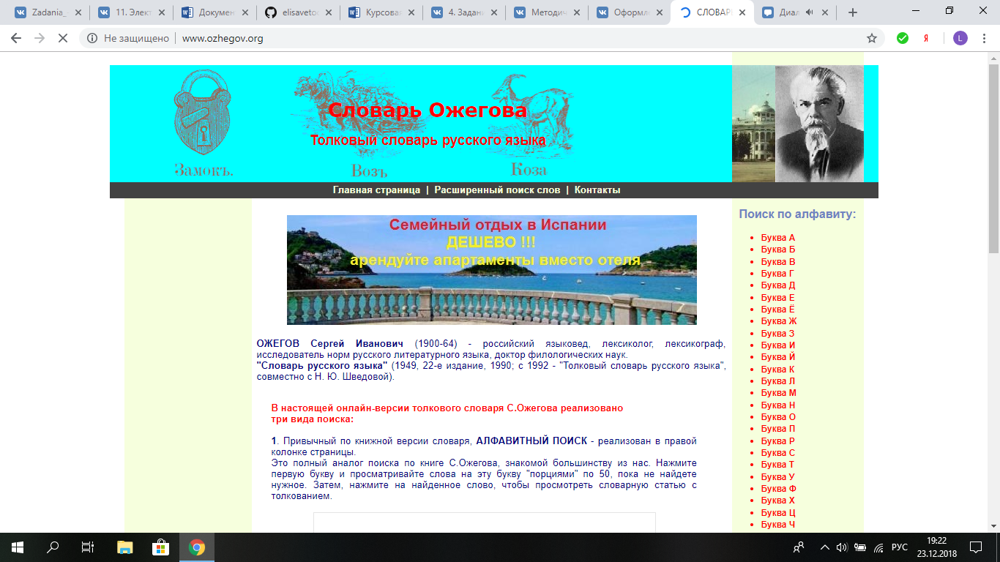 Zadania_
11. Элект
Докумен
elisavetog
Курсовая
4. Задани
Методич
Оформле
СЛОВАРЬ
Диал
Не защищено
www.ozhegov.org
Я
L
Словарь Ожегова
Толковый словарь русского языка
Замокъ.
Возъ
Коза
Главная страница | Расширенный поиск слов | Контакты
Семейный отдых в Испании
ДЕШЕВО !!!
арендуйте апартаменты вместо отеля
ОЖЕГОВ Сергей Иванович (1900-64) - российский языковед, лексиколог, лексикограф,
исследователь норм русского литературного языка, доктор филологических наук.
"Словарь русского языка" (1949, 22-е издание, 1990; с 1992 - "Толковый словарь русского языка",
совместно с Н. Ю. Шведовой).
В настоящей онлайн-версии толкового словаря С.Ожегова реализовано
три вида поиска:
1. Привычный по книжной версии словаря, АЛФАВИТНЫЙ ПОИСК - реализован в правой
колонке страницы.
Это полный аналог поиска по книге С.Ожегова, знакомой большинству из нас. Нажмите
первую букву и просматривайте слова на эту букву "порциями" по 50, пока не найдете
нужное. Затем, нажмите на найденное слово, чтобы просмотреть словарную статью с
толкованием.
Поиск по алфавиту:
Буква А
Буква Б
Буква В
Буква Г
Буква Д
Буква Е
Буква Ё
Буква Ж
Буква З
Буква И
Буква Й
Буква К
Буква Л
Буква М
Буква Н
Буква О
Буква П
Буква Р
Буква С
Буква Т
Буква У
Буква Ф
Буква Х
Буква Ц
Буква Ч
РУС
19:22
23.12.2018